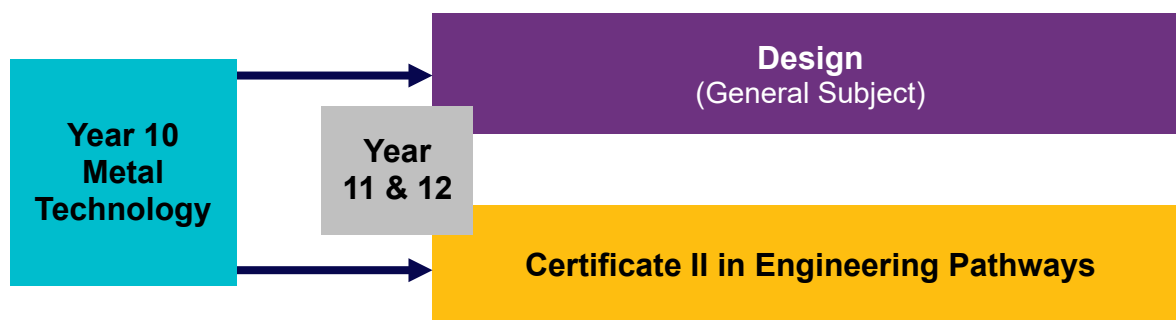 Year 10
Metal
Technology
Year
11 & 12
Design
(General Subject)
Certificate II in Engineering Pathways